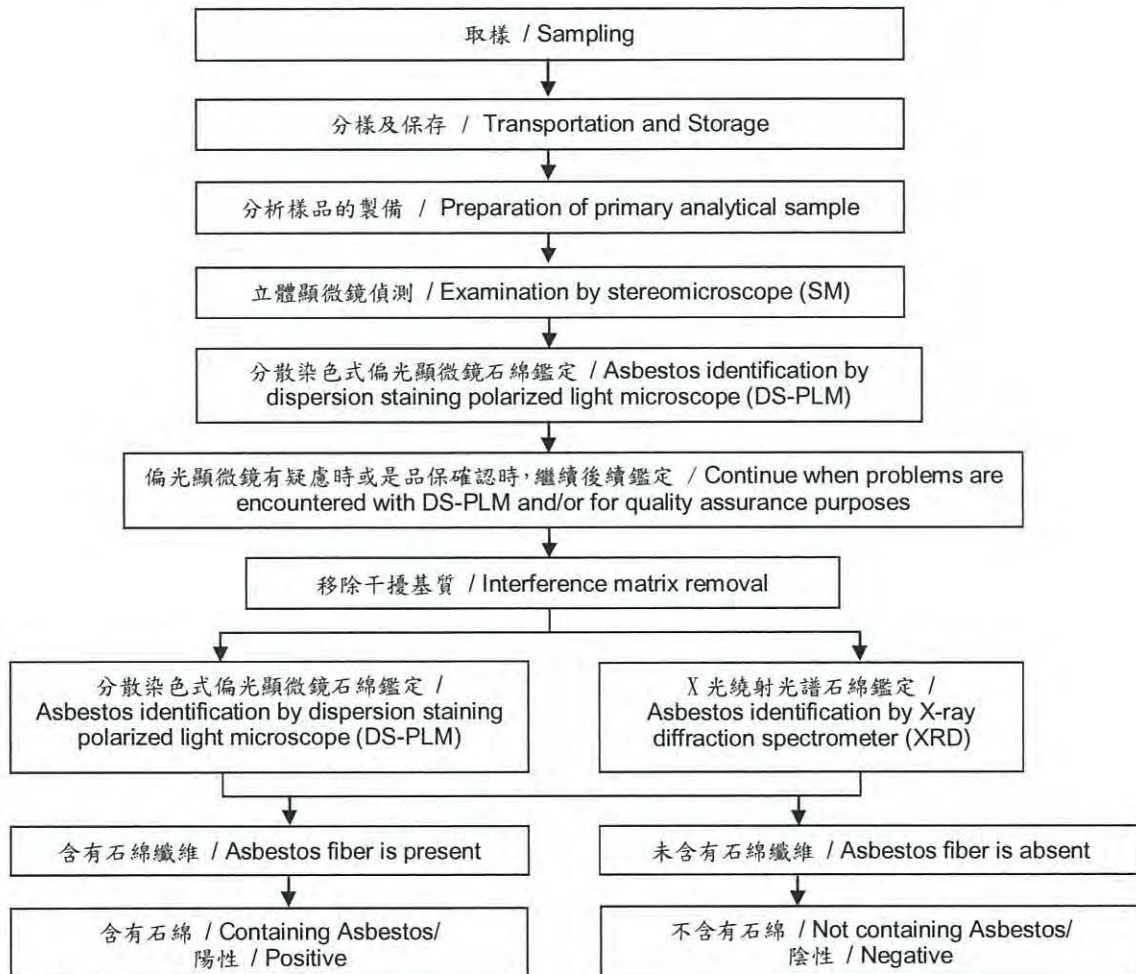 取樣 / Sampling
分樣及保存 / Transportation and Storage
分析樣品的製備 / Preparation of primary analytical sample
立體顯微鏡偵測 / Examination by stereomicroscope (SM)
分散染色式偏光顯微鏡石綿鑑定 / Asbestos identification by
dispersion staining polarized light microscope (DS-PLM)
偏光顯微鏡有疑慮時或是品保確認時，繼續後續鑑定 / Continue when problems are
encountered with DS-PLM and/or for quality assurance purposes
移除干擾基質 / Interference matrix removal
分散染色式偏光顯微鏡石綿鑑定 /
Asbestos identification by dispersion staining
polarized light microscope (DS-PLM)
X 光繞射光譜石綿鑑定 /
Asbestos identification by X-ray
diffraction spectrometer (XRD)
含有石綿纖維 / Asbestos fiber is present
未含有石綿纖維 / Asbestos fiber is absent
含有石綿 / Containing Asbestos/
陽性 / Positive
不含有石綿 / Not containing Asbestos/
陰性 / Negative